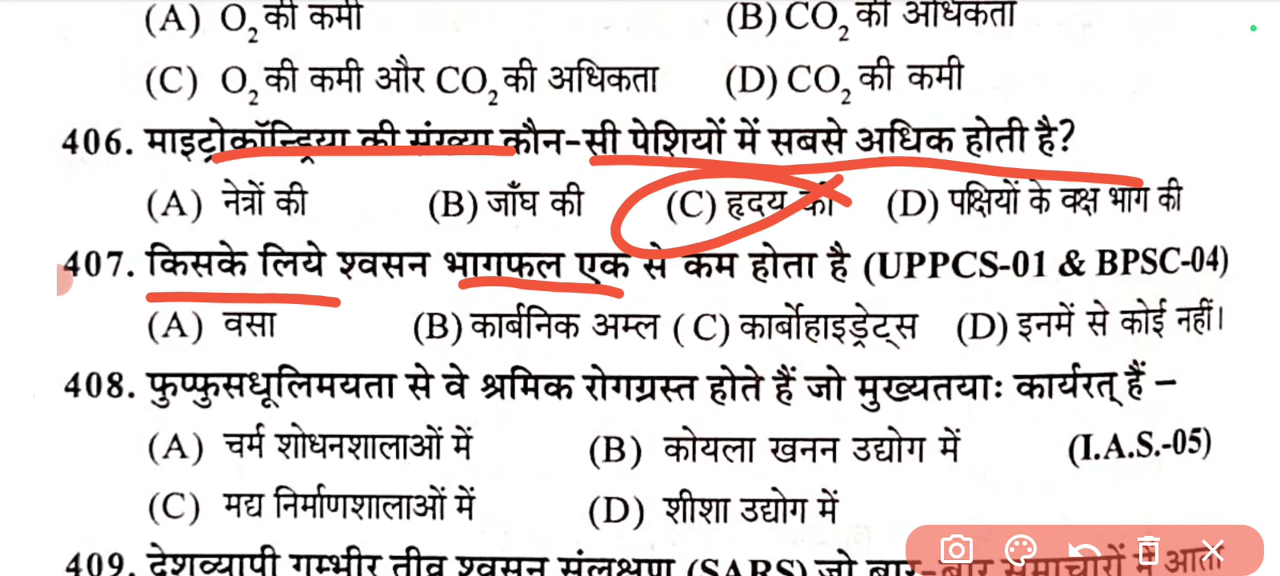 (A) O₂ की कमी (B) CO₂ की अधिकता
(C) O₂ की कमी और CO₂ की अधिकता (D) CO₂ की कमी
406. माइट्रोकॉन्ड्रिया की संख्या कौन-सी पेशियों में सबसे अधिक होती है?
(A) नेत्रों की (B) जाँघ की (C) हृदय की (D) पक्षियों के वक्ष भाग की
407. किसके लिये श्वसन भागफल एक से कम होता है (UPPCS-01 & BPSC-04)
(A) वसा (B) कार्बनिक अम्ल (C) कार्बोहाइड्रेट्स (D) इनमें से कोई नहीं।
408. फुप्फुसधूलिमयता से वे श्रमिक रोगग्रस्त होते हैं जो मुख्यतयाः कार्यरत् हैं –
(A) चर्म शोधनशालाओं में (B) कोयला खनन उद्योग में (I.A.S.-05)
(C) मद्य निर्माणशालाओं में (D) शीशा उद्योग में
409. देशव्यापी गम्भीर तीव्र श्वसन संलक्षण (SARS) जो बार-बार समाचारों में आता